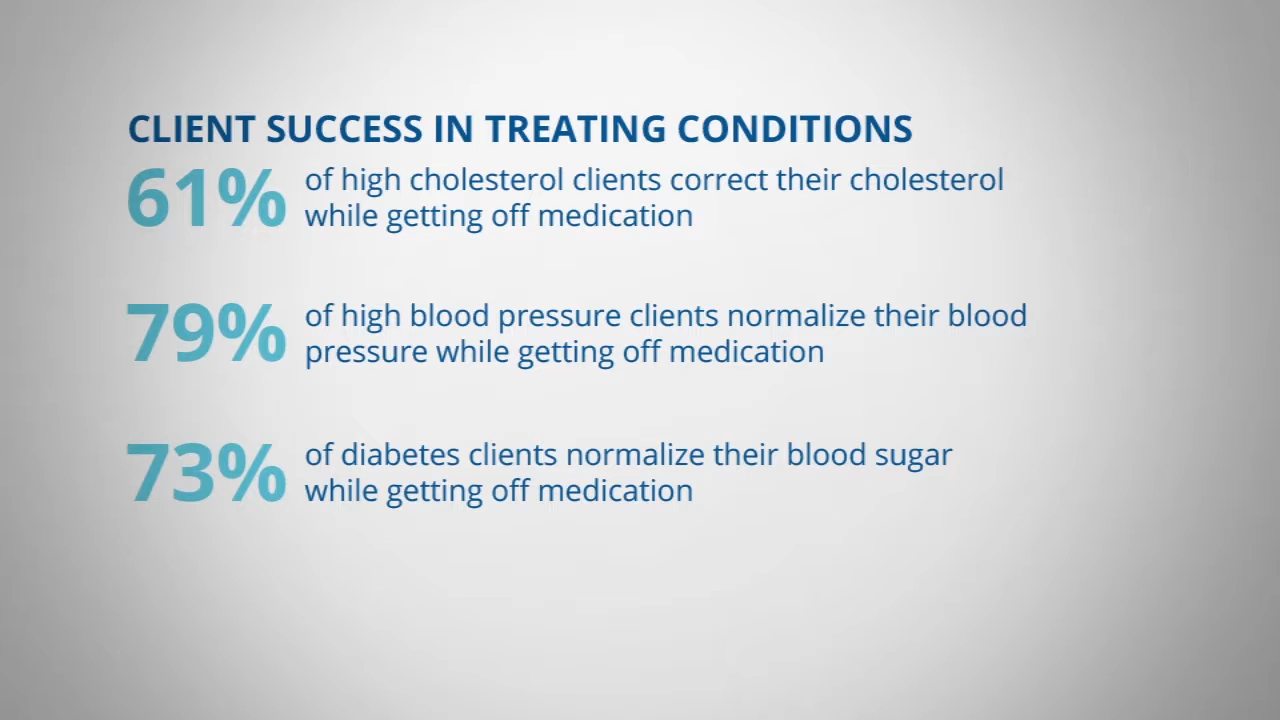 CLIENT SUCCESS IN TREATING CONDITIONS
61% of high cholesterol clients correct their cholesterol
while getting off medication
79% of high blood pressure clients normalize their blood
pressure while getting off medication
73% of diabetes clients normalize their blood sugar
while getting off medication